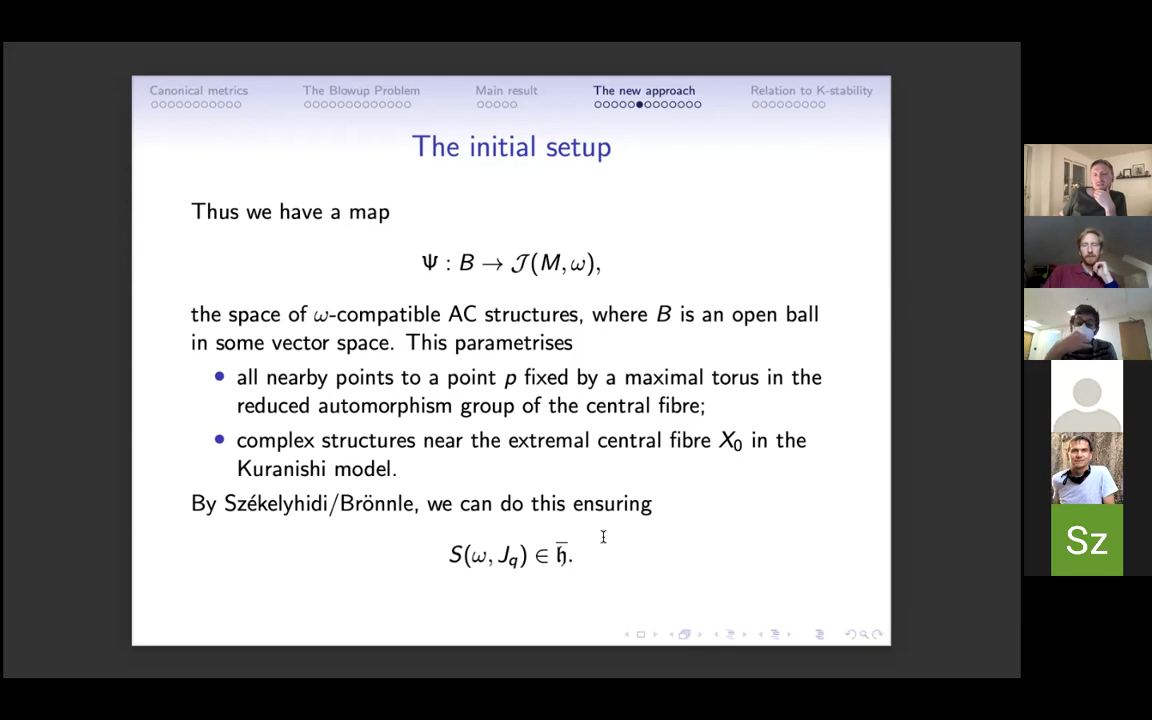 Canonical metrics The Blowup Problem Main result The new approach Relation to K-stability
The initial setup
Thus we have a map
Ψ : B → 𝒥(M, ω),
the space of ω-compatible AC structures, where B is an open ball
in some vector space. This parametrises
• all nearby points to a point p fixed by a maximal torus in the
reduced automorphism group of the central fibre;
• complex structures near the extremal central fibre X₀ in the
Kuranishi model.
By Székelyhidi/Brönnle, we can do this ensuring
S(ω, J_q) ∈ 𝔥̅.
Sz